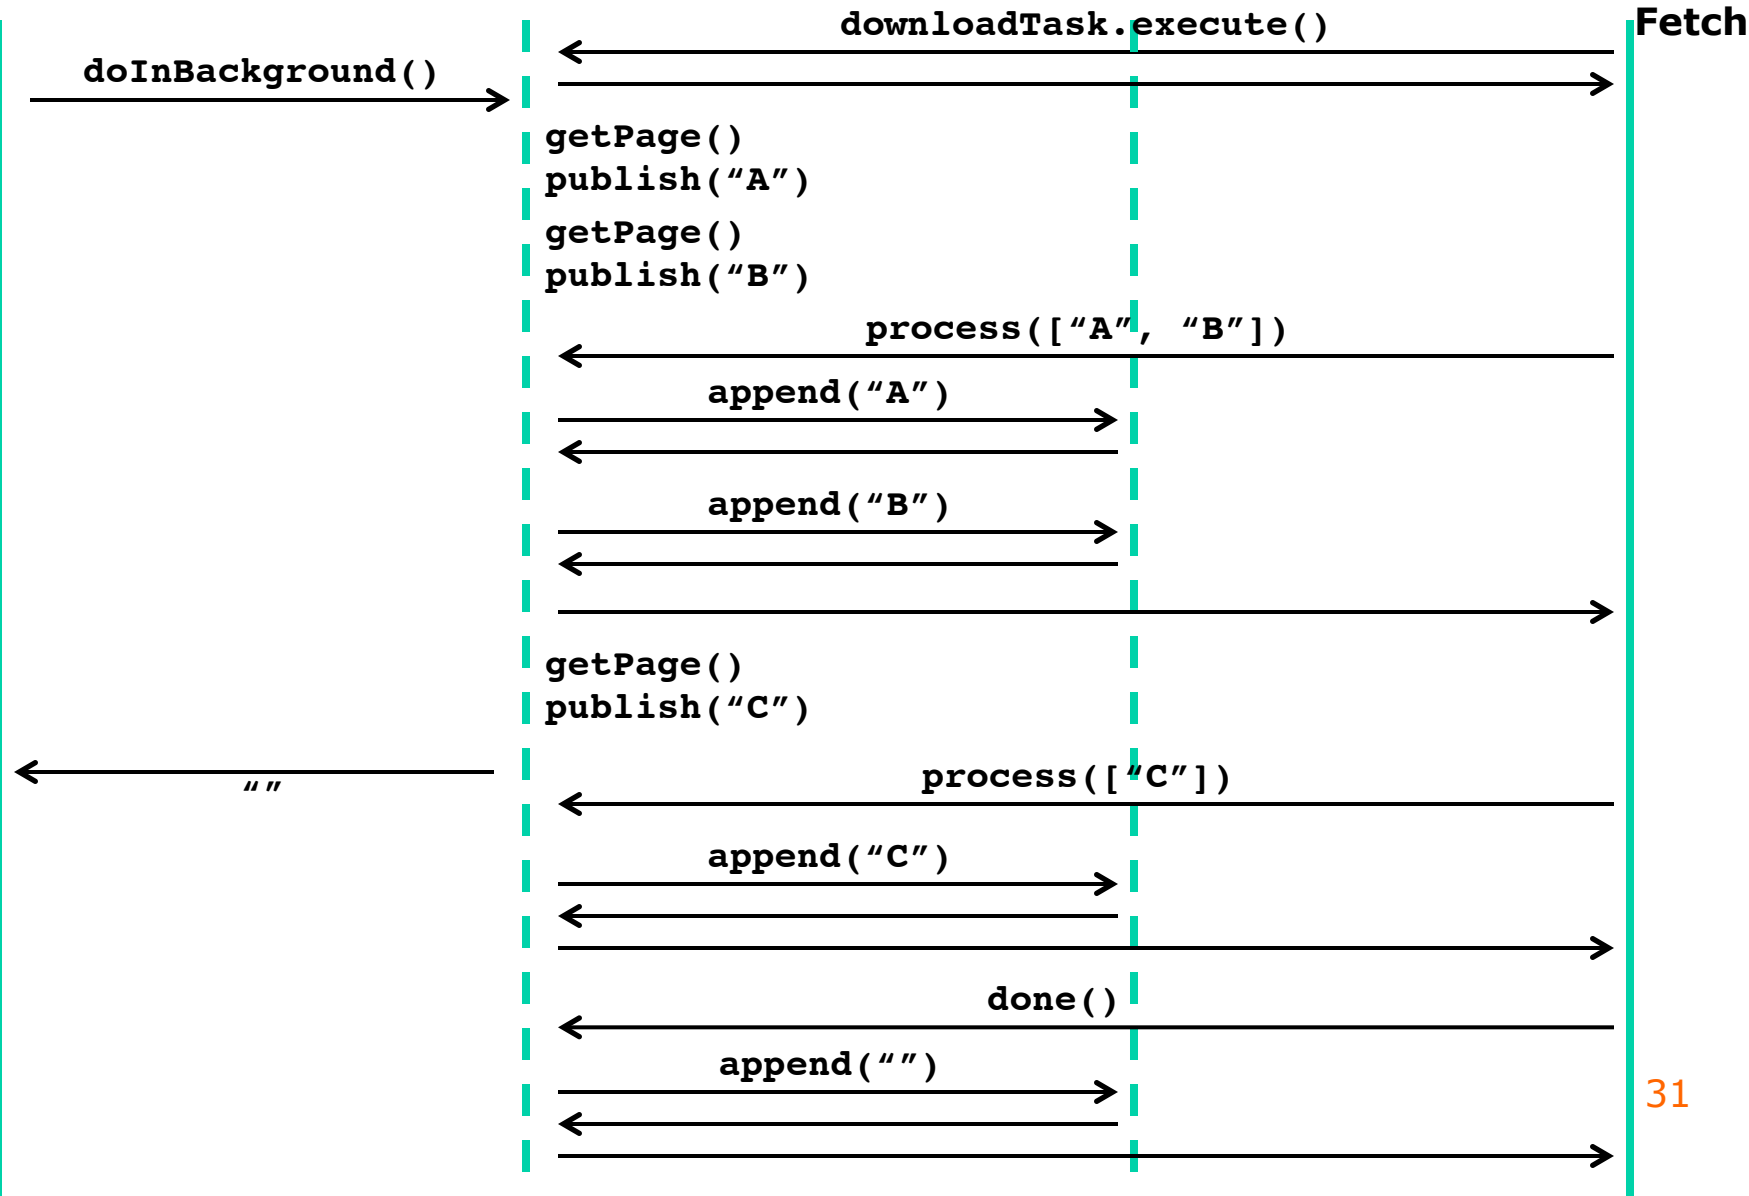 downloadTask.execute()
Fetch
doInBackground()
getPage()
publish(“A”)
getPage()
publish(“B”)
process([“A”, “B”])
append(“A”)
append(“B”)
getPage()
publish(“C”)
“”
process([“C”])
append(“C”)
done()
append(“”)
31